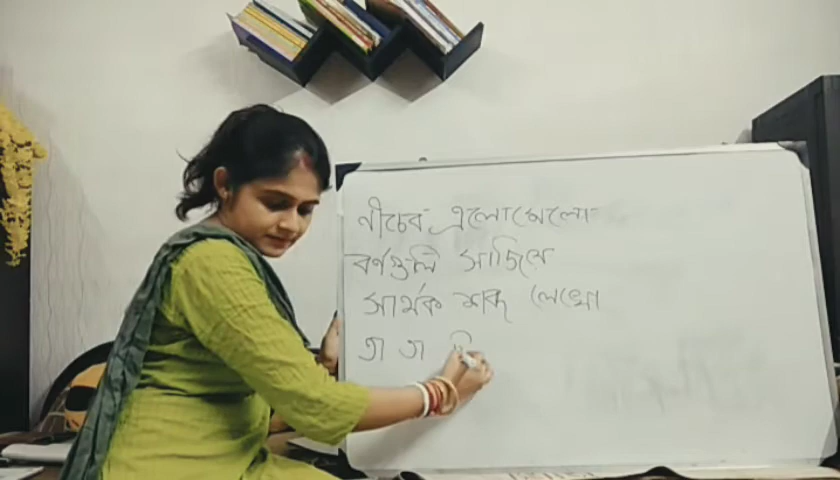 নীচের এলোমেলো
বর্ণগুলি সাজিয়ে
সার্থক শব্দ লেখো
তা তা